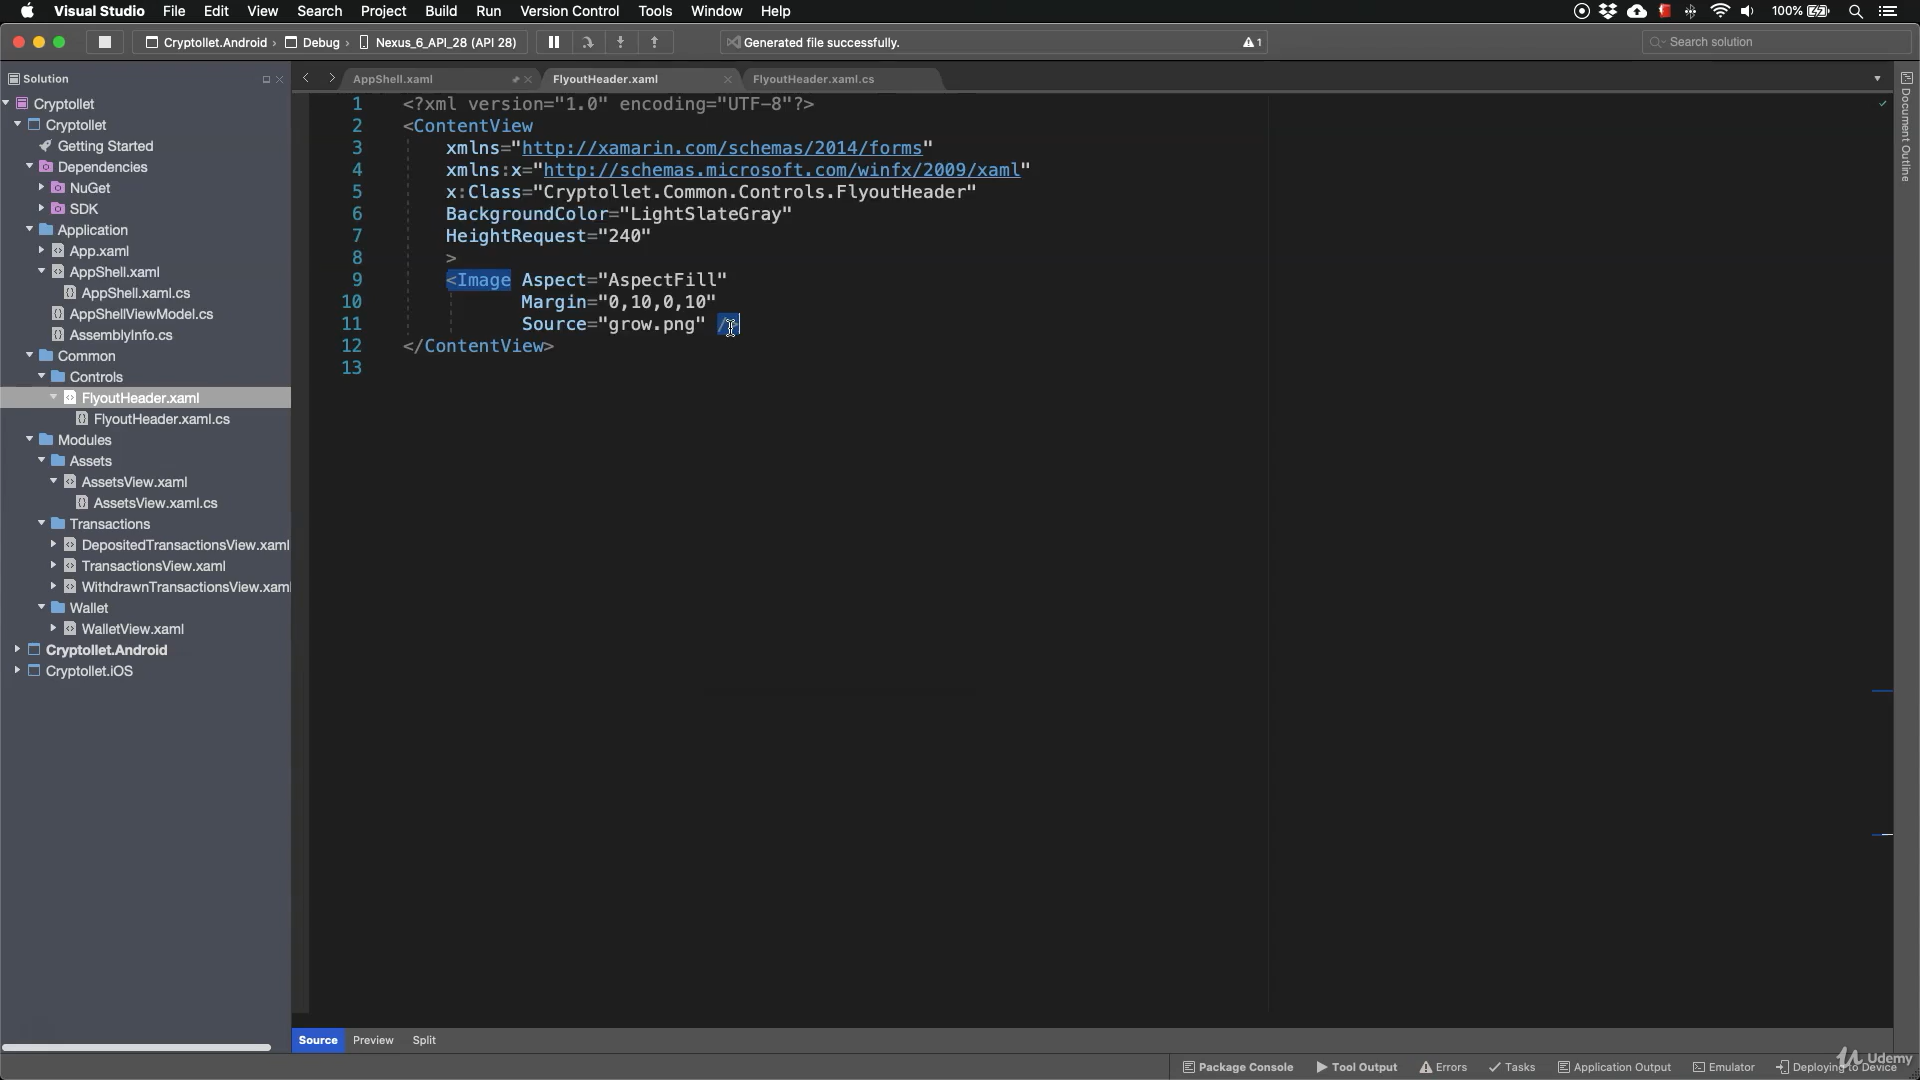 Visual Studio File Edit View Search Project Build Run Version Control Tools Window Help 100%
Cryptollet.Android › Debug › Nexus_6_API_28 (API 28) Generated file successfully. 1 Search solution
Solution
AppShell.xaml FlyoutHeader.xaml FlyoutHeader.xaml.cs
Cryptollet
Cryptollet
Getting Started
Dependencies
NuGet
SDK
Application
App.xaml
AppShell.xaml
AppShell.xaml.cs
AppShellViewModel.cs
AssemblyInfo.cs
Common
Controls
FlyoutHeader.xaml
FlyoutHeader.xaml.cs
Modules
Assets
AssetsView.xaml
AssetsView.xaml.cs
Transactions
DepositedTransactionsView.xaml
TransactionsView.xaml
WithdrawnTransactionsView.xaml
Wallet
WalletView.xaml
Cryptollet.Android
Cryptollet.iOS
1 <?xml version="1.0" encoding="UTF-8"?>
2 <ContentView
3 xmlns="http://xamarin.com/schemas/2014/forms"
4 xmlns:x="http://schemas.microsoft.com/winfx/2009/xaml"
5 x:Class="Cryptollet.Common.Controls.FlyoutHeader"
6 BackgroundColor="LightSlateGray"
7 HeightRequest="240"
8 >
9 <Image Aspect="AspectFill"
10 Margin="0,10,0,10"
11 Source="grow.png" />
12 </ContentView>
13
Document Outline
Source Preview Split
Package Console Tool Output Errors Tasks Application Output Emulator Deploying to Device
Udemy